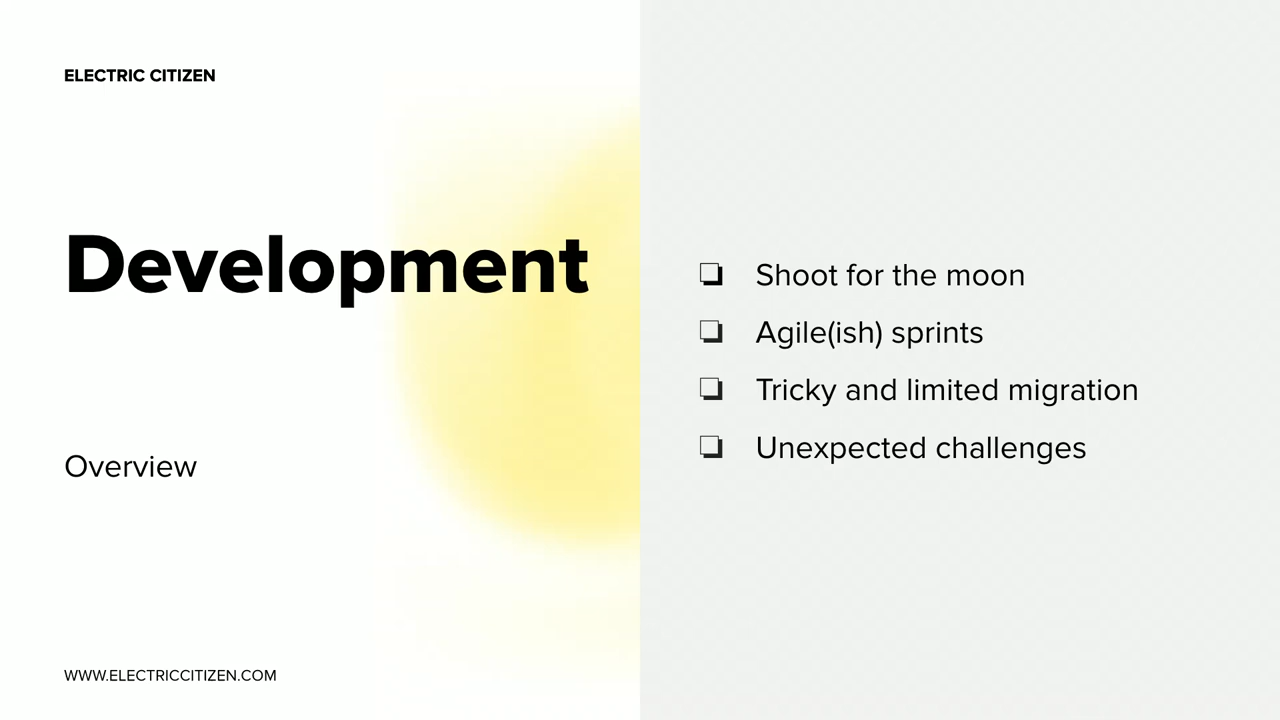 ELECTRIC CITIZEN
Development
Overview
WWW.ELECTRICCITIZEN.COM
❏ Shoot for the moon
❏ Agile(ish) sprints
❏ Tricky and limited migration
❏ Unexpected challenges